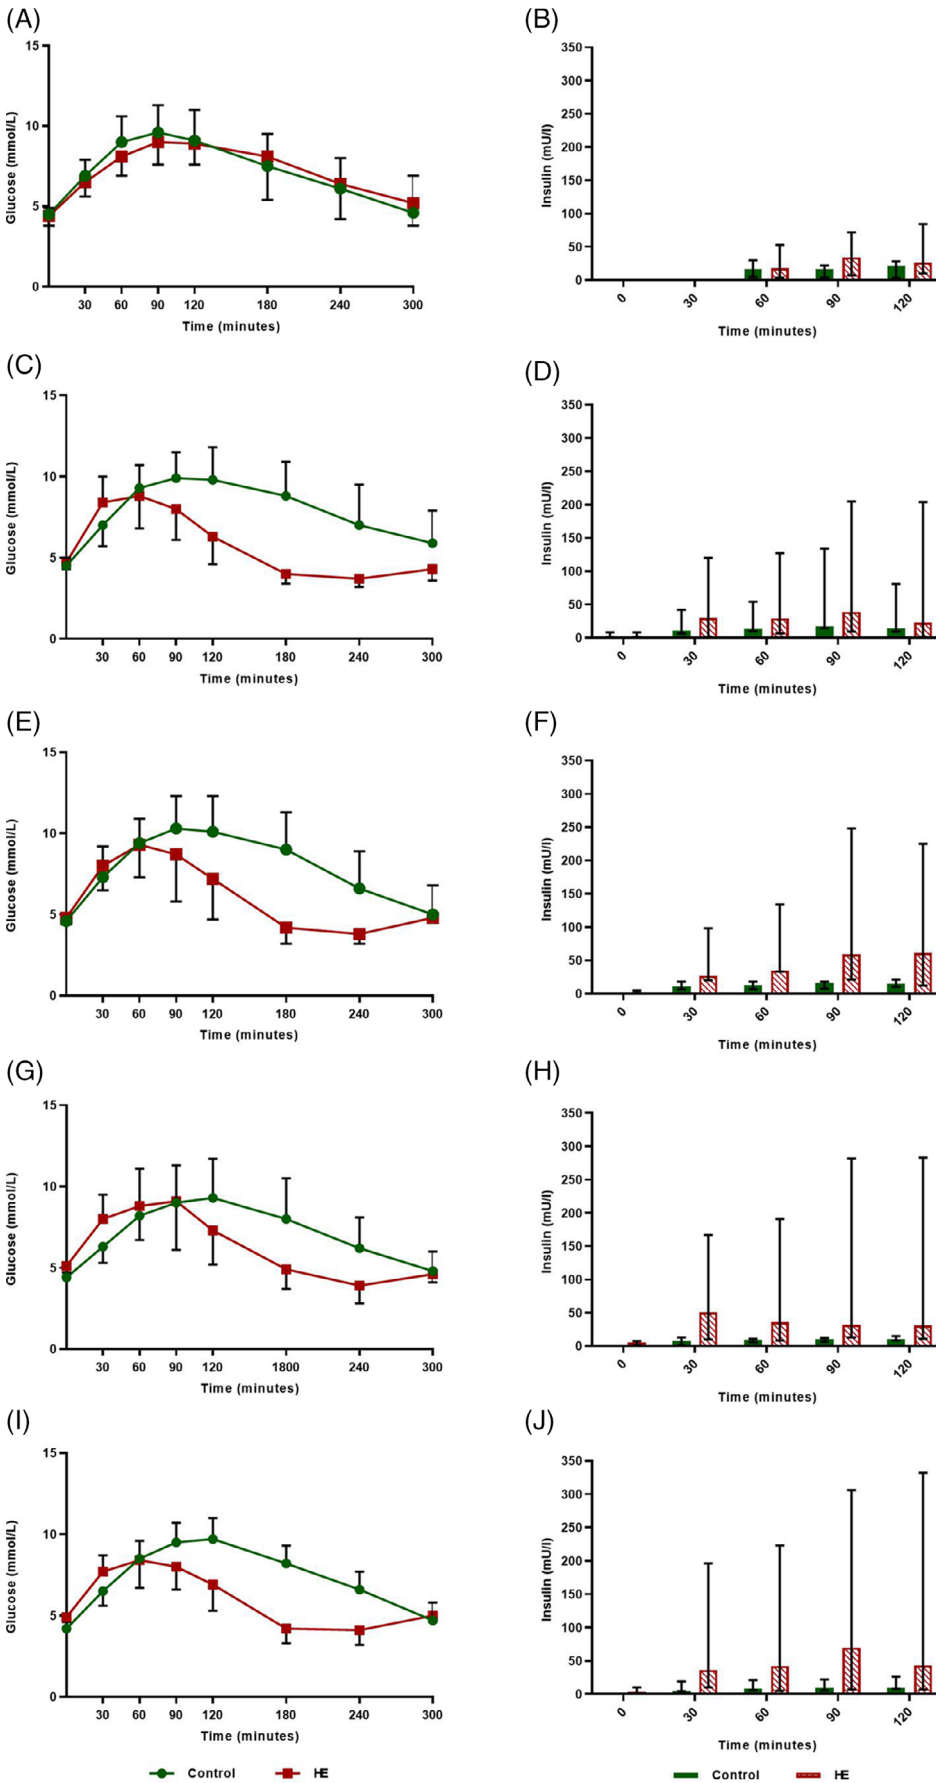 (A)
15
10
5
0
Glucose (mmol/L)
30 60 90 120 180 240 300
Time (minutes)
(B)
350
300
250
200
150
100
50
0
Insulin (mU/l)
0 30 60 90 120
Time (minutes)
(C)
15
10
5
0
Glucose (mmol/L)
30 60 90 120 180 240 300
Time (minutes)
(D)
350
300
250
200
150
100
50
0
Insulin (mU/l)
0 30 60 90 120
Time (minutes)
(E)
15
10
5
0
Glucose (mmol/L)
30 60 90 120 180 240 300
Time (minutes)
(F)
350
300
250
200
150
100
50
0
Insulin (mU/l)
0 30 60 90 120
Time (minutes)
(G)
15
10
5
0
Glucose (mmol/L)
30 60 90 120 1800 240 300
Time (minutes)
(H)
350
300
250
200
150
100
50
0
Insulin (mU/l)
0 30 60 90 120
Time (minutes)
(I)
15
10
5
0
Glucose (mmol/L)
30 60 90 120 180 240 300
Time (minutes)
(J)
350
300
250
200
150
100
50
0
Insulin (mU/l)
0 30 60 90 120
Time (minutes)
Control HE
Control HE